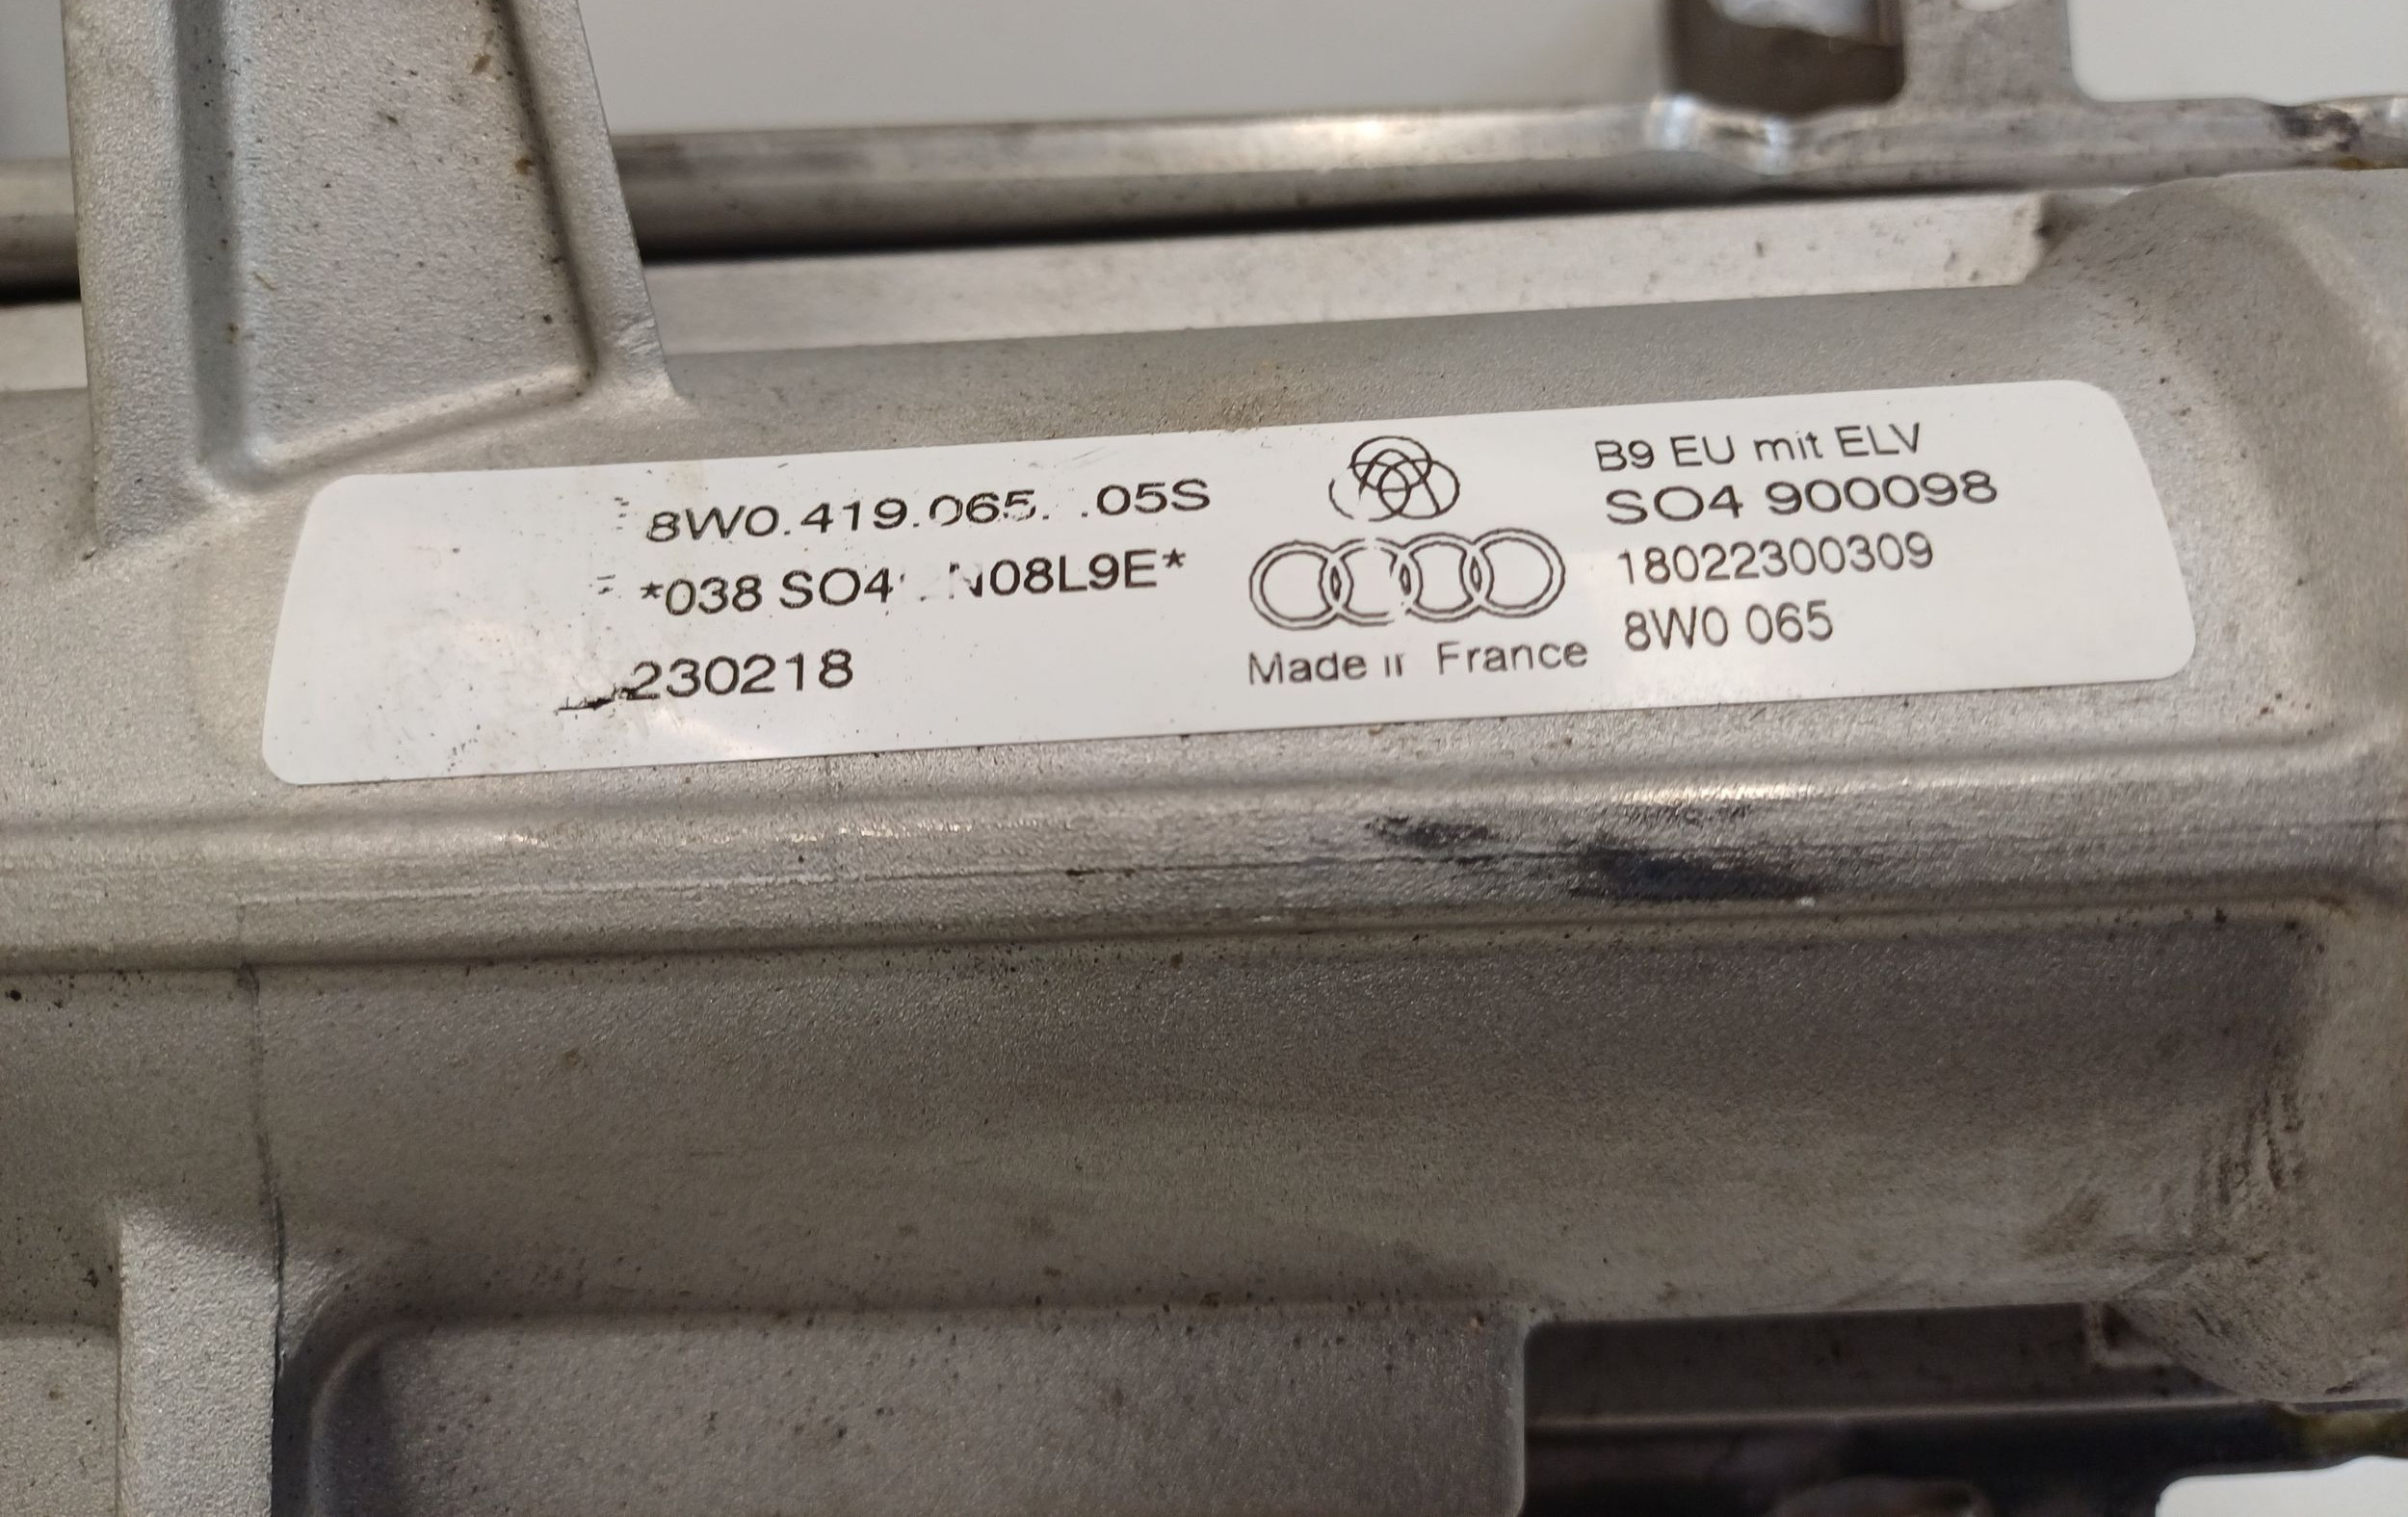 8W0.419.065. .05S
*038 SO4 N08L9E*
230218
Made in France
B9 EU mit ELV
SO4 900098
18022300309
8W0 065